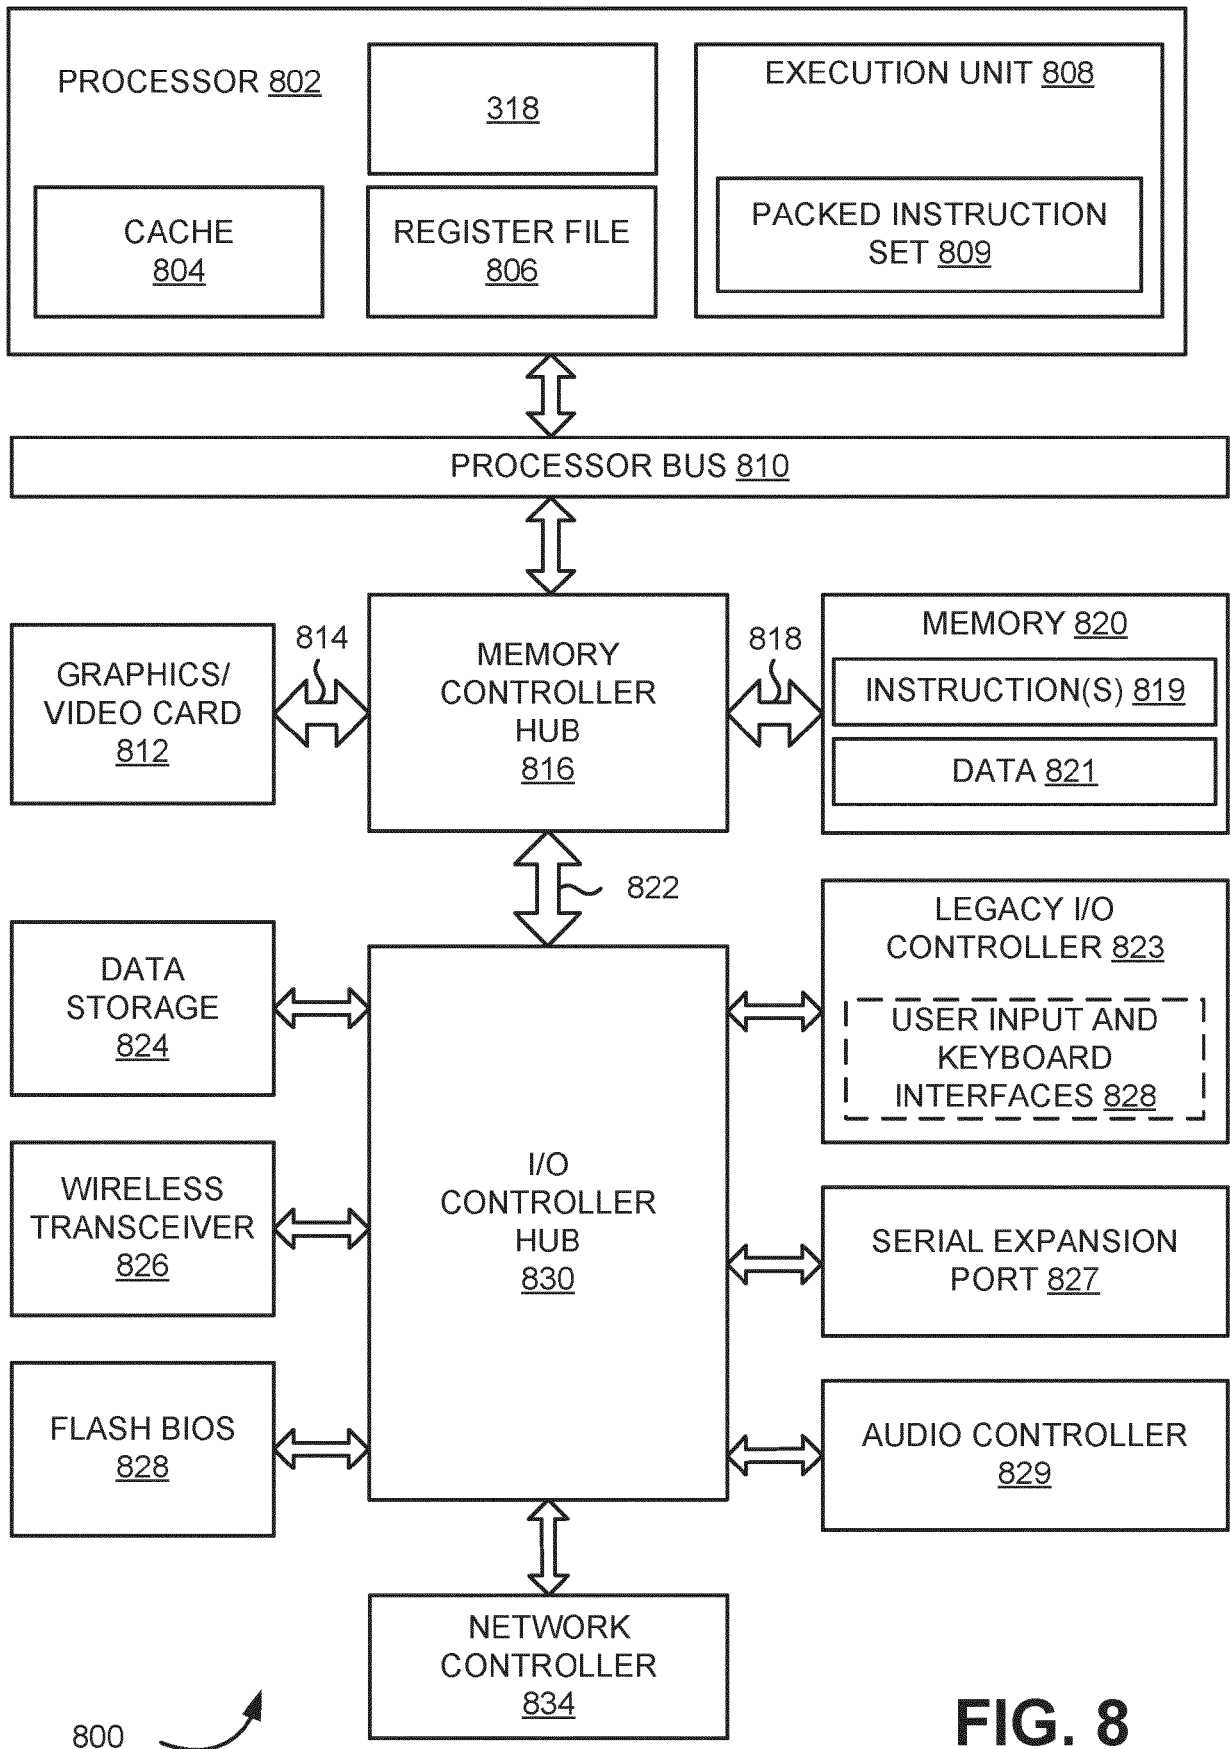 PROCESSOR 802
318
EXECUTION UNIT 808
CACHE
804
REGISTER FILE
806
PACKED INSTRUCTION
SET 809
PROCESSOR BUS 810
GRAPHICS/
VIDEO CARD
812
814
MEMORY
CONTROLLER
HUB
816
818
MEMORY 820
INSTRUCTION(S) 819
DATA 821
822
DATA
STORAGE
824
LEGACY I/O
CONTROLLER 823
USER INPUT AND
KEYBOARD
INTERFACES 828
WIRELESS
TRANSCEIVER
826
I/O
CONTROLLER
HUB
830
SERIAL EXPANSION
PORT 827
FLASH BIOS
828
AUDIO CONTROLLER
829
NETWORK
CONTROLLER
834
800
FIG. 8